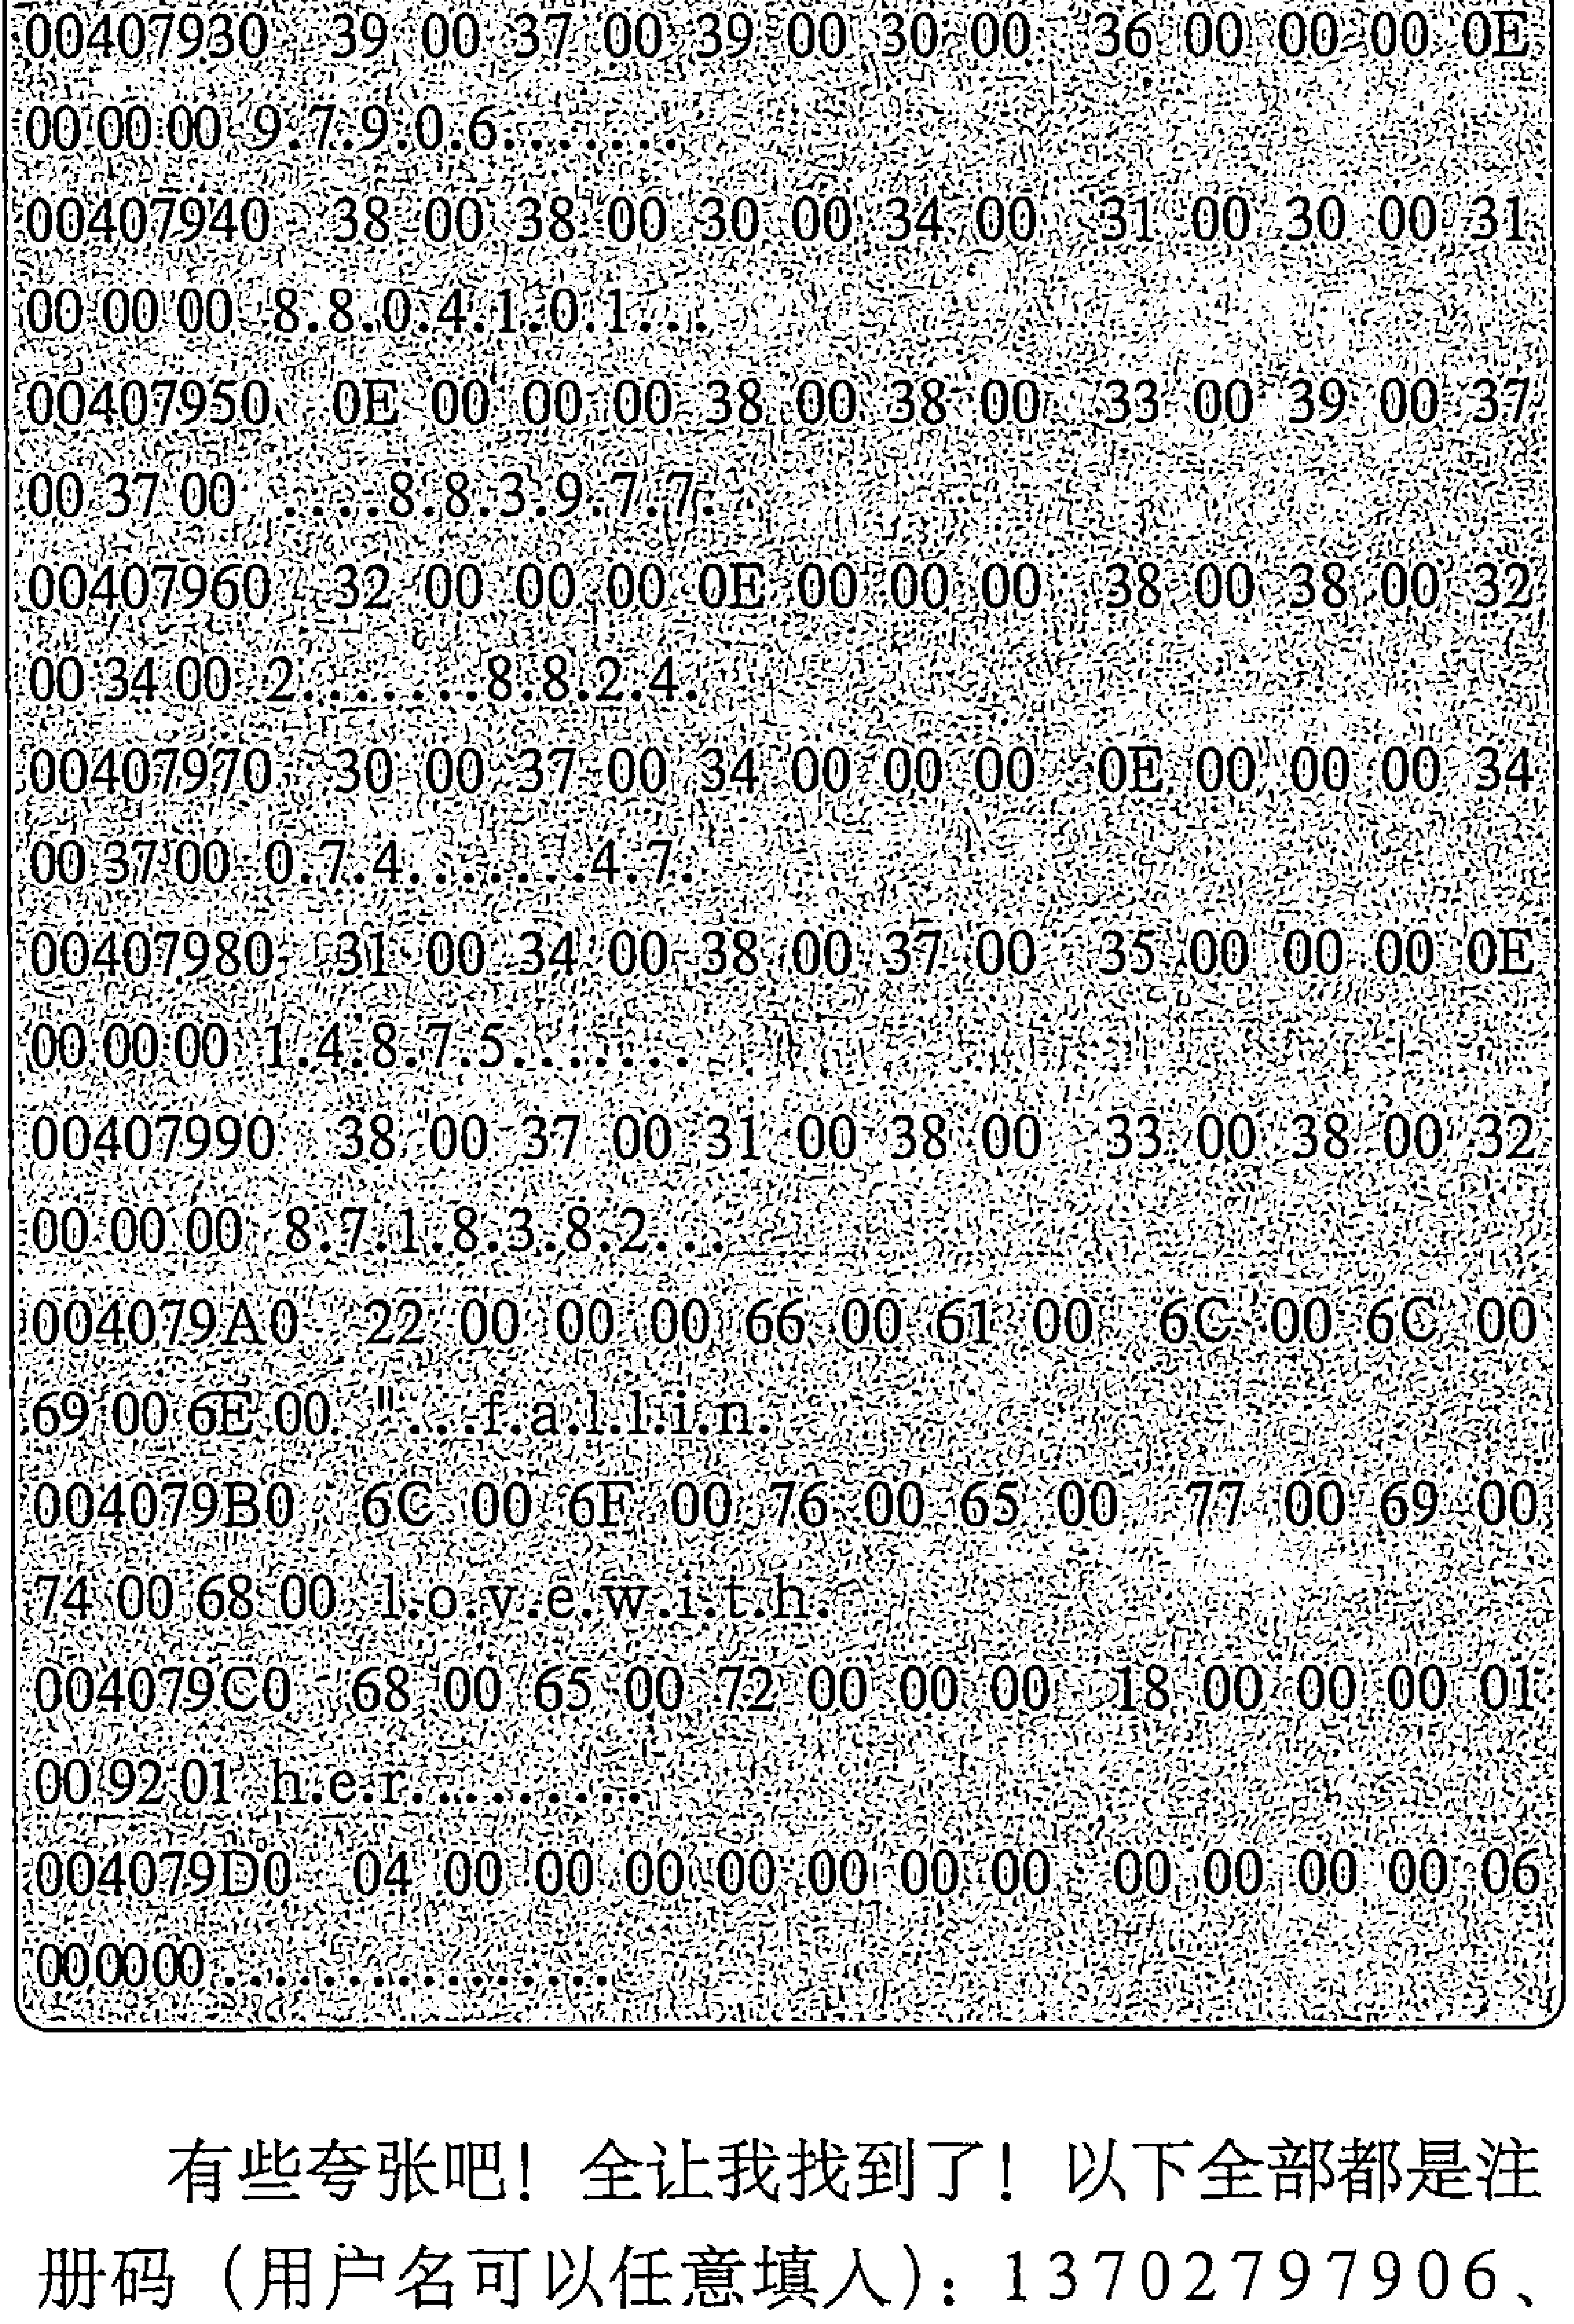 00407930 39 00 37 00 39 00 30 00 36 00 00 00 0E
00 00 00 9.7.9.0.6.......
00407940 38 00 38 00 30 00 34 00 31 00 30 00 31
00 00 00 8.8.0.4.1.0.1...
00407950 0E 00 00 00 38 00 38 00 33 00 39 00 37
00 37 00 ....8.8.3.9.7.7.
00407960 32 00 00 00 0E 00 00 00 38 00 38 00 32
00 34 00 2.......8.8.2.4.
00407970 30 00 37 00 34 00 00 00 0E 00 00 00 34
00 37 00 0.7.4.......4.7.
00407980 31 00 34 00 38 00 37 00 35 00 00 00 0E
00 00 00 1.4.8.7.5.......
00407990 38 00 37 00 31 00 38 00 33 00 38 00 32
00 00 00 8.7.1.8.3.8.2...
004079A0 22 00 00 00 66 00 61 00 6C 00 6C 00
69 00 6E 00 "...f.a.l.l.i.n.
004079B0 6C 00 6F 00 76 00 65 00 77 00 69 00
74 00 68 00 l.o.v.e.w.i.t.h.
004079C0 68 00 65 00 72 00 00 00 18 00 00 00 01
00 92 01 h.e.r...........
004079D0 04 00 00 00 00 00 00 00 00 00 00 00 06
000000 ................
有些夸张吧！全让我找到了！以下全部都是注
册码（用户名可以任意填入）：13702797906、